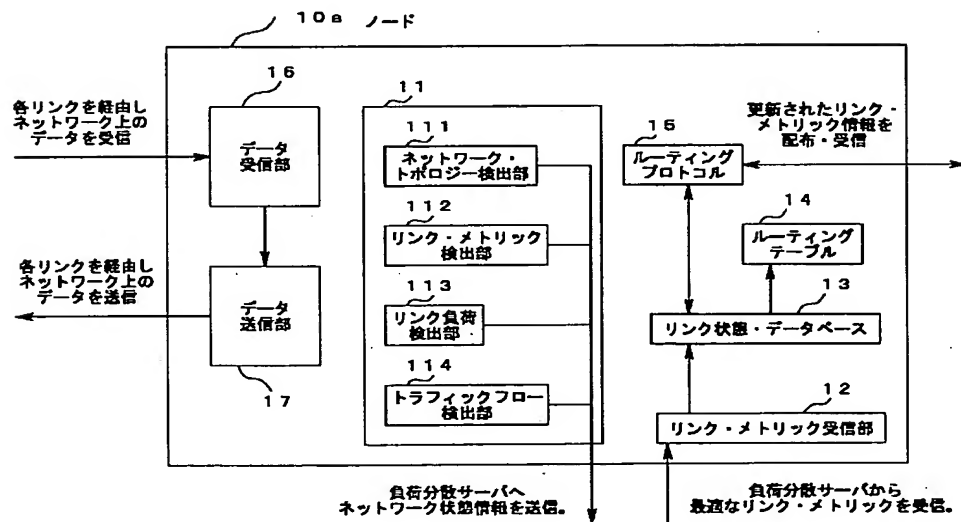 10a ノード
16
各リンクを経由し
ネットワーク上の
データを受信
データ
受信部
各リンクを経由し
ネットワーク上の
データを送信
データ
送信部
17
11
111
ネットワーク・
トポロジー検出部
112
リンク・メトリック
検出部
113
リンク負荷
検出部
114
トラフィックフロー
検出部
更新されたリンク・
メトリック情報を
配布・受信
15
ルーティング
プロトコル
14
ルーティング
テーブル
13
リンク状態・データベース
12
リンク・メトリック受信部
負荷分散サーバへ
ネットワーク状態情報を送信。
負荷分散サーバから
最適なリンク・メトリックを受信。